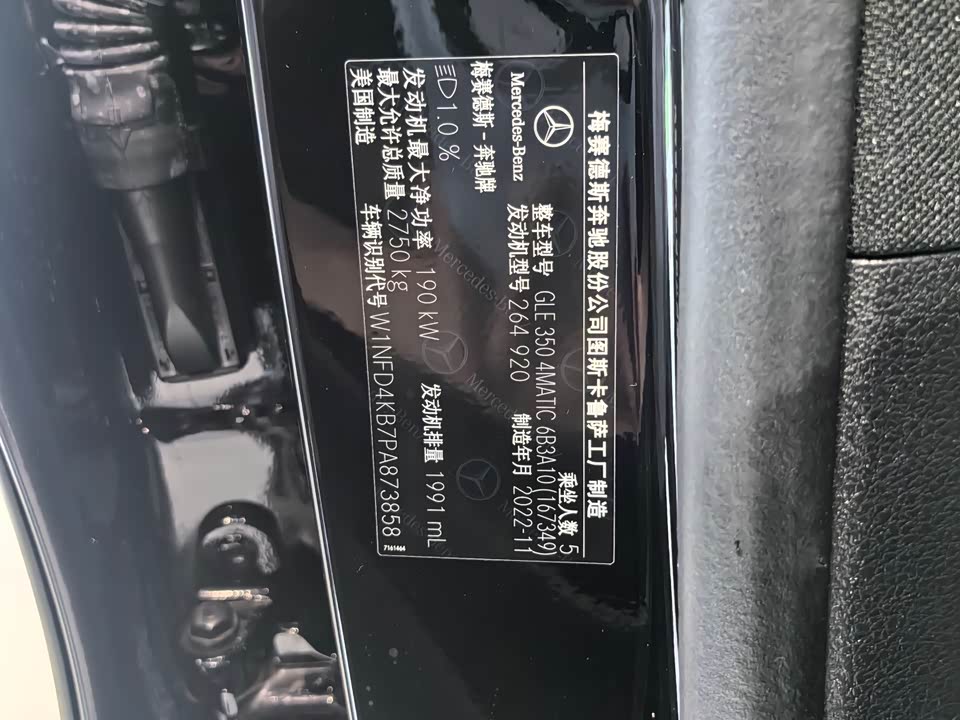 梅赛德斯奔驰股份公司图斯卡鲁萨工厂制造
乘坐人数 5
Mercedes-Benz
整车型号 GLE 350 4MATIC 6B3A10 (167349)
发动机型号 264 920 制造年月 2022-11
梅赛德斯-奔驰牌
1.0 %
发动机最大净功率 190 kW 发动机排量 1991 mL
最大允许总质量 2750 kg
美国制造 车辆识别代号 W1NFD4KB7PA873858
7161464